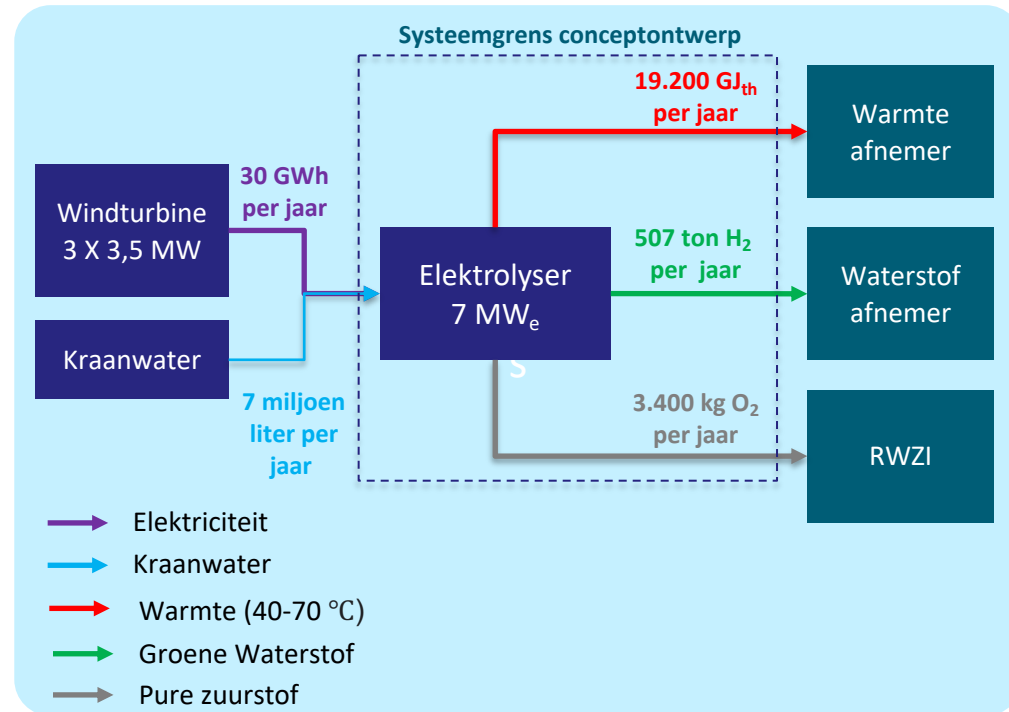 Systeemgrens conceptontwerp
19.200 GJth
per jaar
Warmte
afnemer
30 GWh
per jaar
Windturbine
3 X 3,5 MW
507 ton H2
per jaar
Elektrolyser
7 MWe
s
Waterstof
afnemer
Kraanwater
7 miljoen
liter per
jaar
3.400 kg O2
per jaar
RWZI
Elektriciteit
Kraanwater
Warmte (40-70 °C)
Groene Waterstof
Pure zuurstof